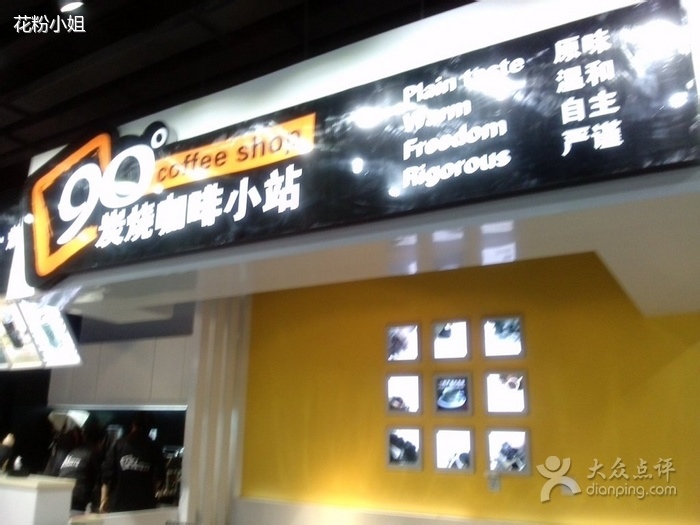 花粉小姐
90°
coffee shop
炭烧咖啡小站
Plain taste 原味
Warm 温和
Freedom 自主
Rigorous 严谨
大众点评
dianping.com